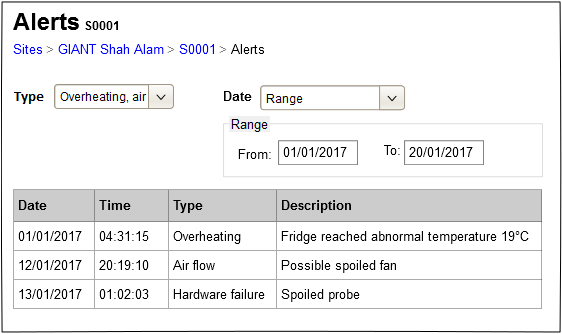 Alerts S0001
Sites > GIANT Shah Alam > S0001 > Alerts
Type Overheating, air Date Range
Range
From: 01/01/2017 To: 20/01/2017
Date Time Type Description
01/01/2017 04:31:15 Overheating Fridge reached abnormal temperature 19°C
12/01/2017 20:19:10 Air flow Possible spoiled fan
13/01/2017 01:02:03 Hardware failure Spoiled probe